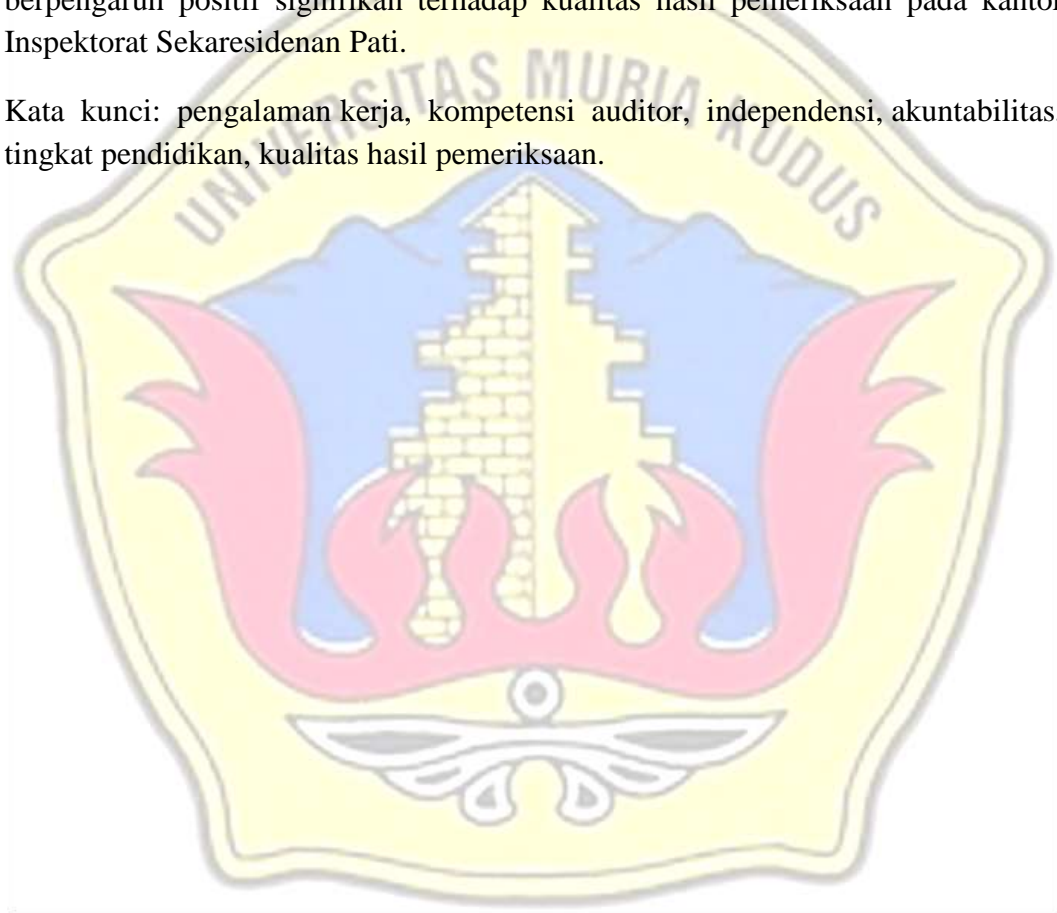 berpengaruh positif signifikan terhadap kualitas hasil pemeriksaan pada kantor
Inspektorat Sekaresidenan Pati.
Kata kunci: pengalaman kerja, kompetensi auditor, independensi, akuntabilitas,
tingkat pendidikan, kualitas hasil pemeriksaan.
UNIVERSITAS MURIA KUDUS